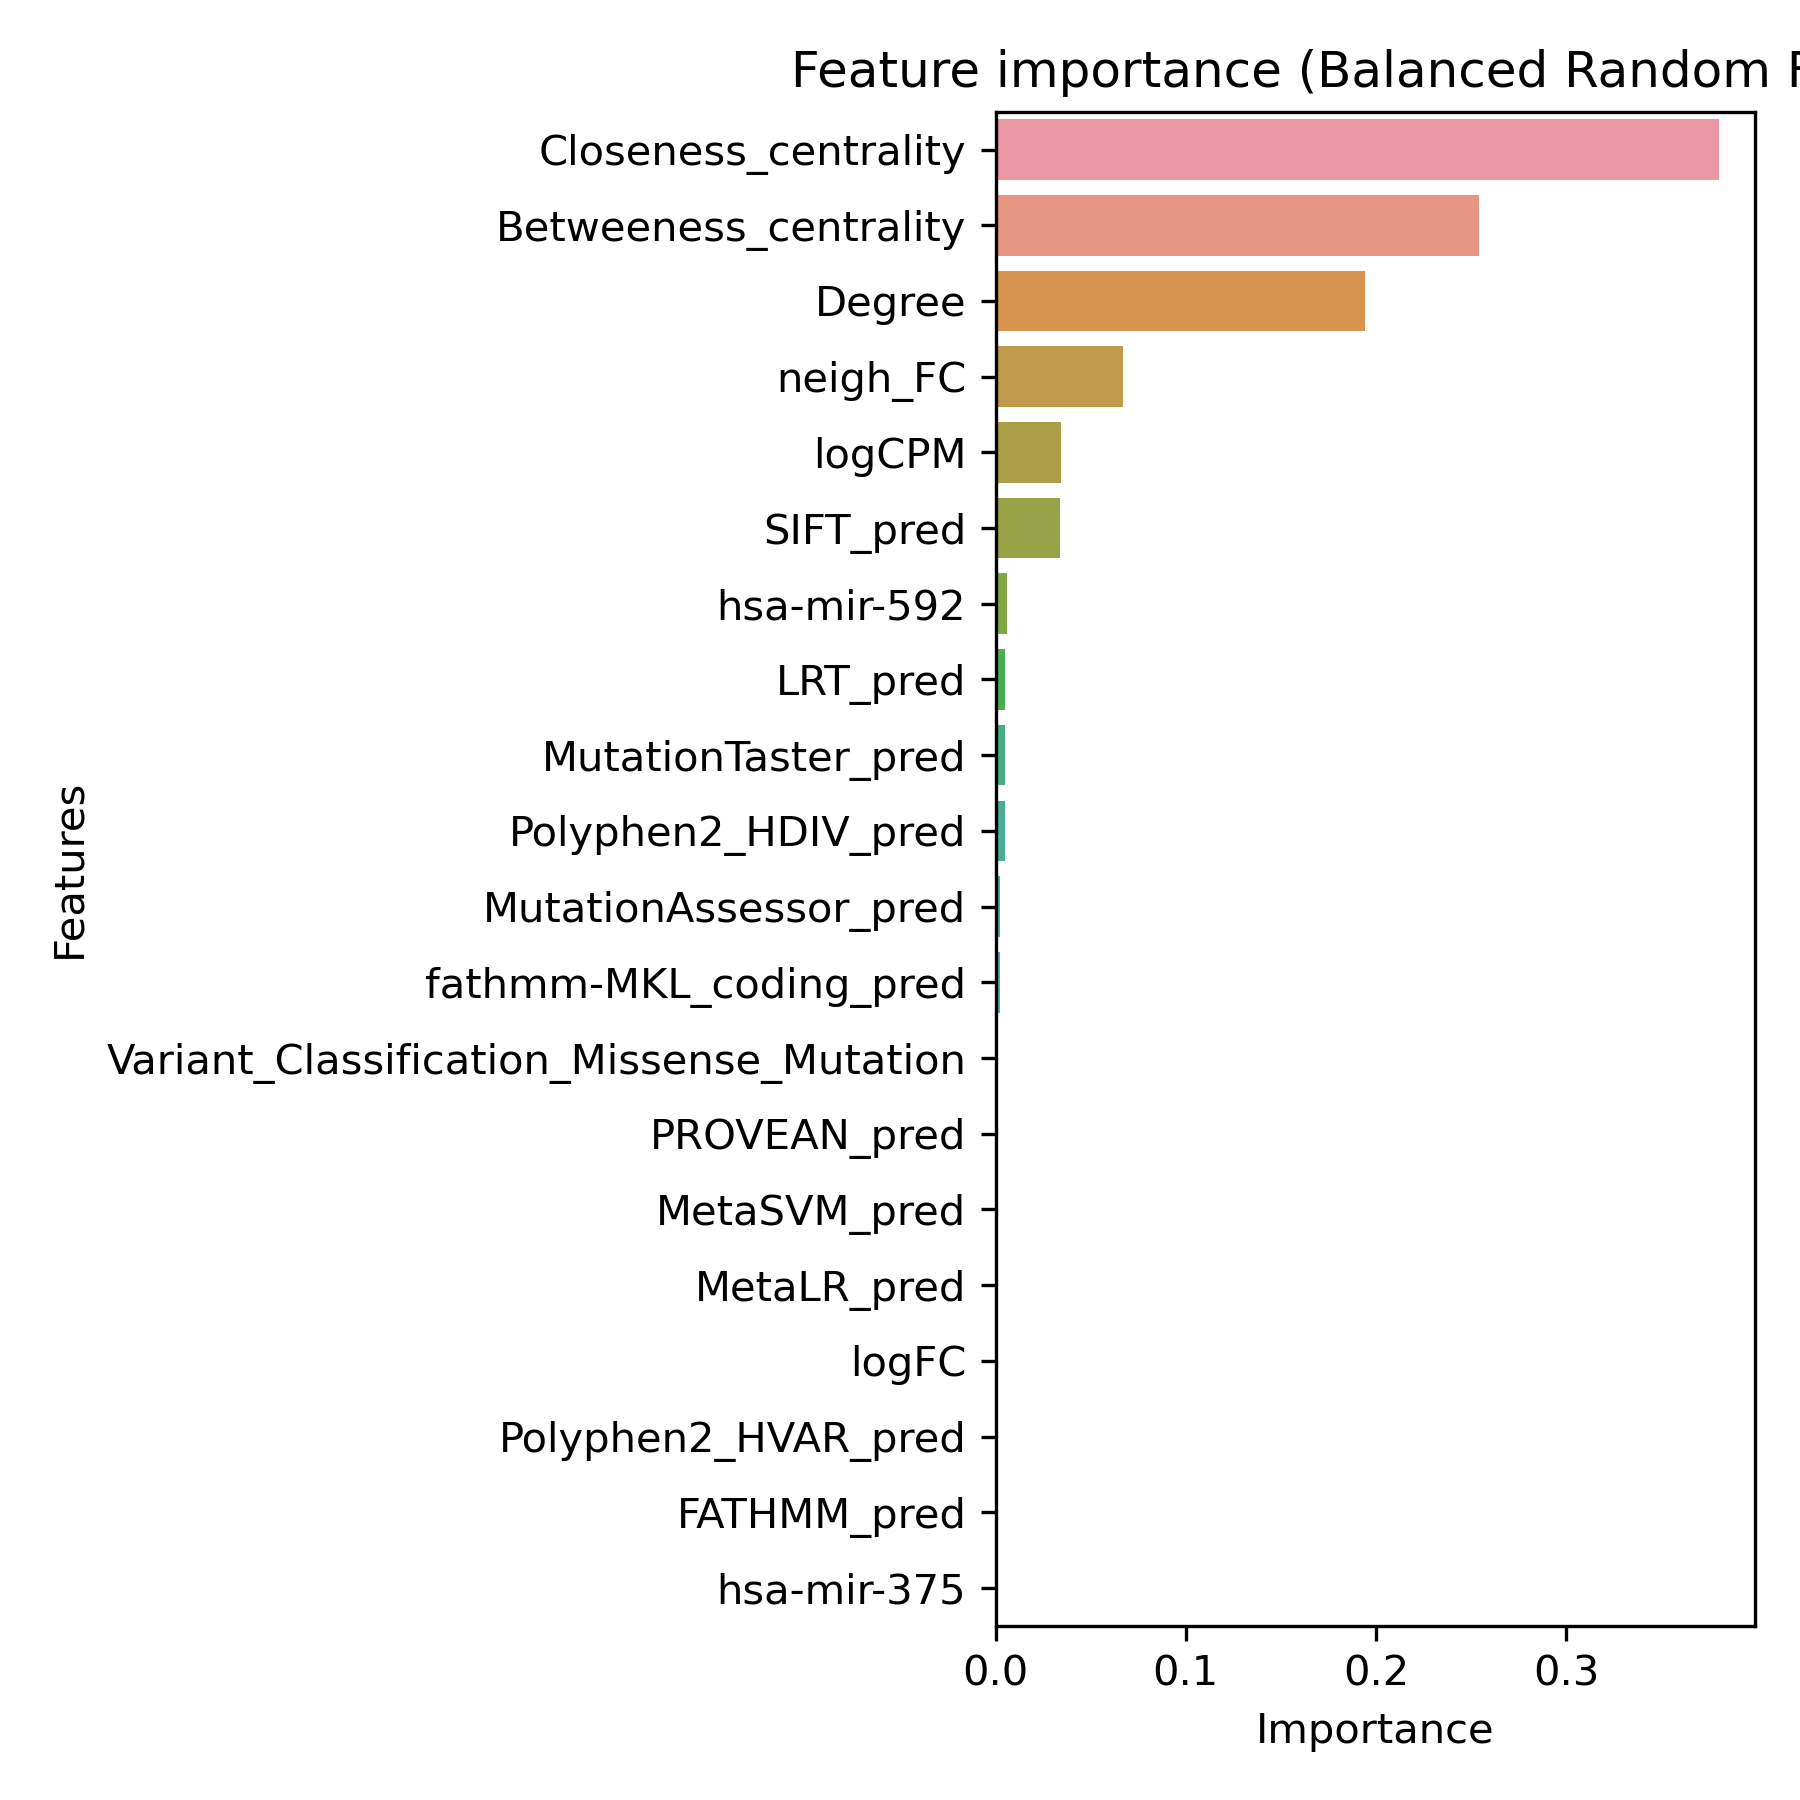 Feature importance (Balanced Random F
Closeness_centrality
Betweeness_centrality
Degree
neigh_FC
logCPM
SIFT_pred
hsa-mir-592
LRT_pred
MutationTaster_pred
Polyphen2_HDIV_pred
MutationAssessor_pred
fathmm-MKL_coding_pred
Variant_Classification_Missense_Mutation
PROVEAN_pred
MetaSVM_pred
MetaLR_pred
logFC
Polyphen2_HVAR_pred
FATHMM_pred
hsa-mir-375
Features
0.0 0.1 0.2 0.3
Importance